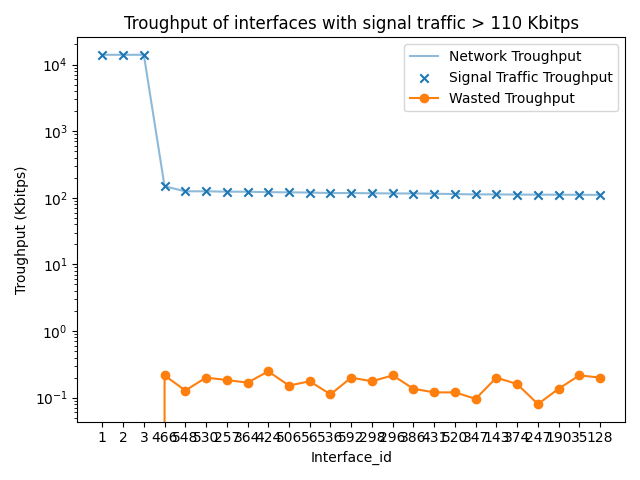 Troughput of interfaces with signal traffic > 110 Kbitps
Network Troughput
Signal Traffic Troughput
Wasted Troughput
Troughput (Kbitps)
10⁴
10³
10²
10¹
10⁰
10⁻¹
1 2 3 466 548 530 257 364 424 506 56 536 592 298 296 386 431 520 347 143 374 247 190 35 128
Interface_id